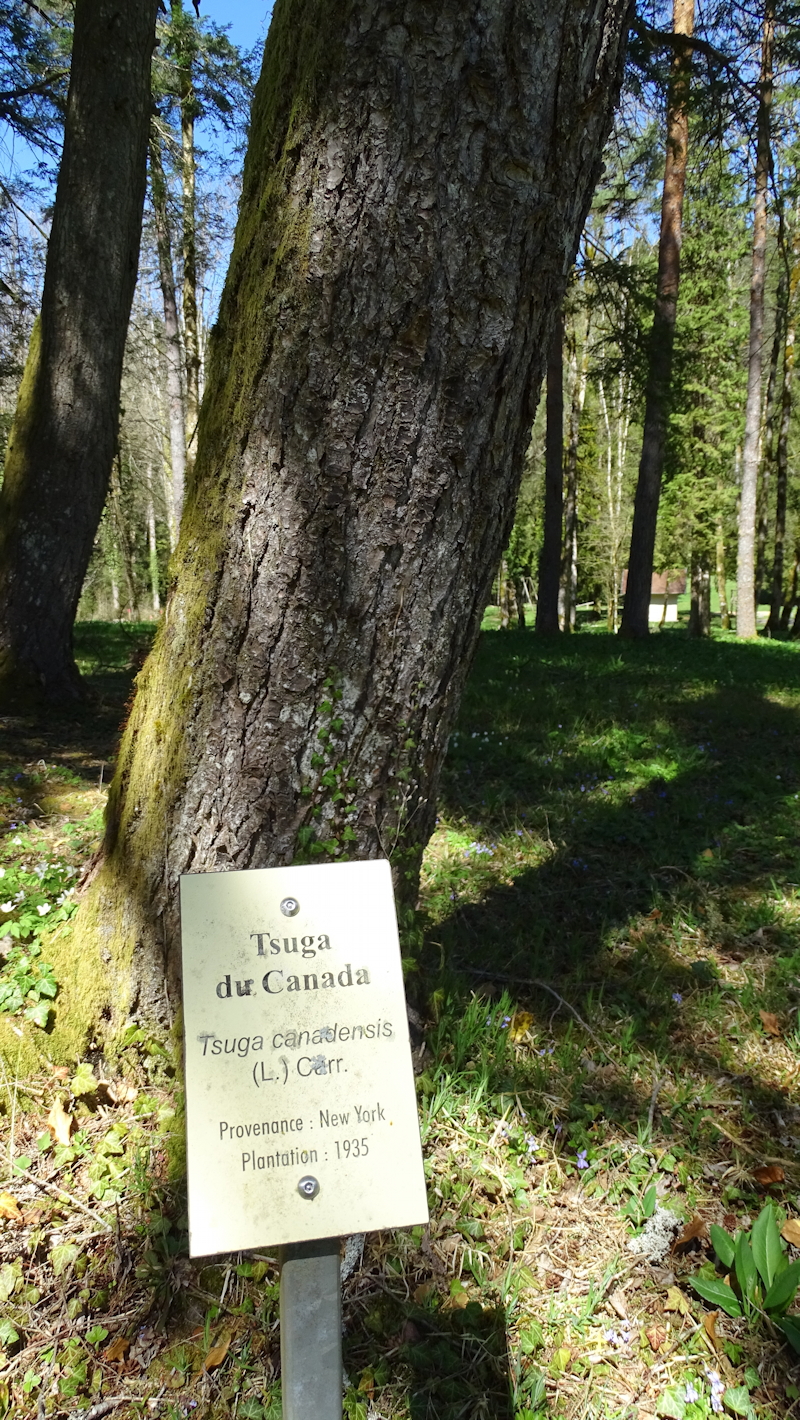 Tsuga
du Canada
Tsuga canadensis
(L.) Carr.
Provenance : New York
Plantation : 1935